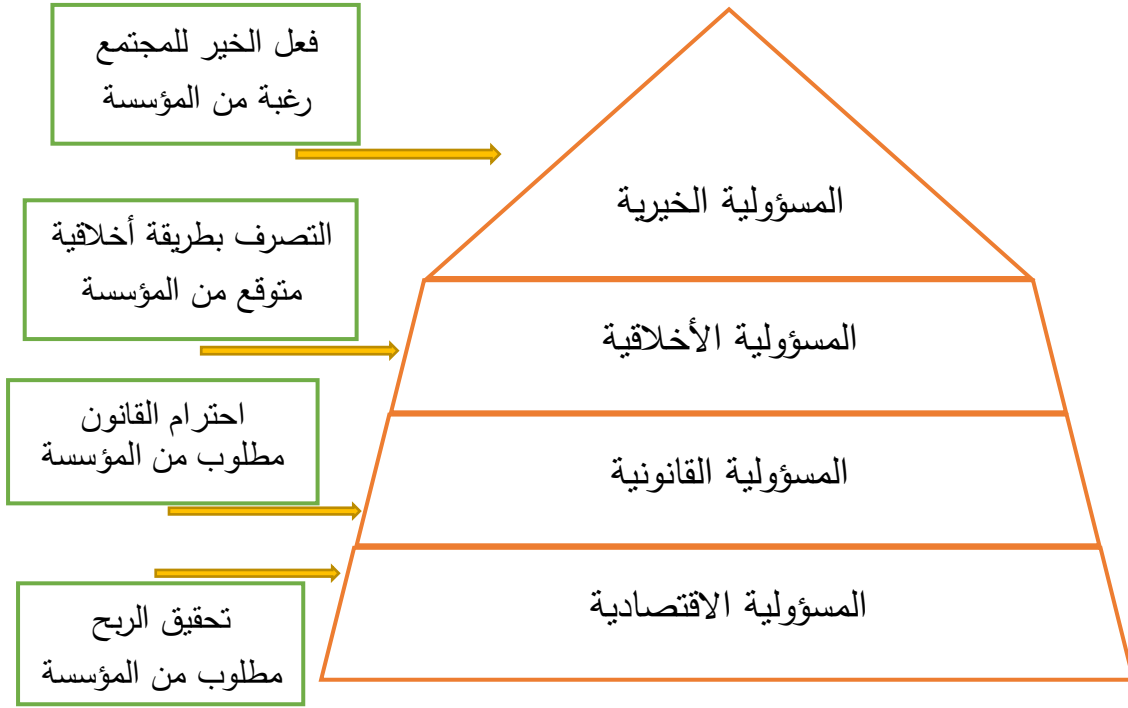 فعل الخير للمجتمع
رغبة من المؤسسة
المسؤولية الخيرية
التصرف بطريقة أخلاقية
متوقع من المؤسسة
المسؤولية الأخلاقية
احترام القانون
مطلوب من المؤسسة
المسؤولية القانونية
تحقيق الربح
مطلوب من المؤسسة
المسؤولية الاقتصادية